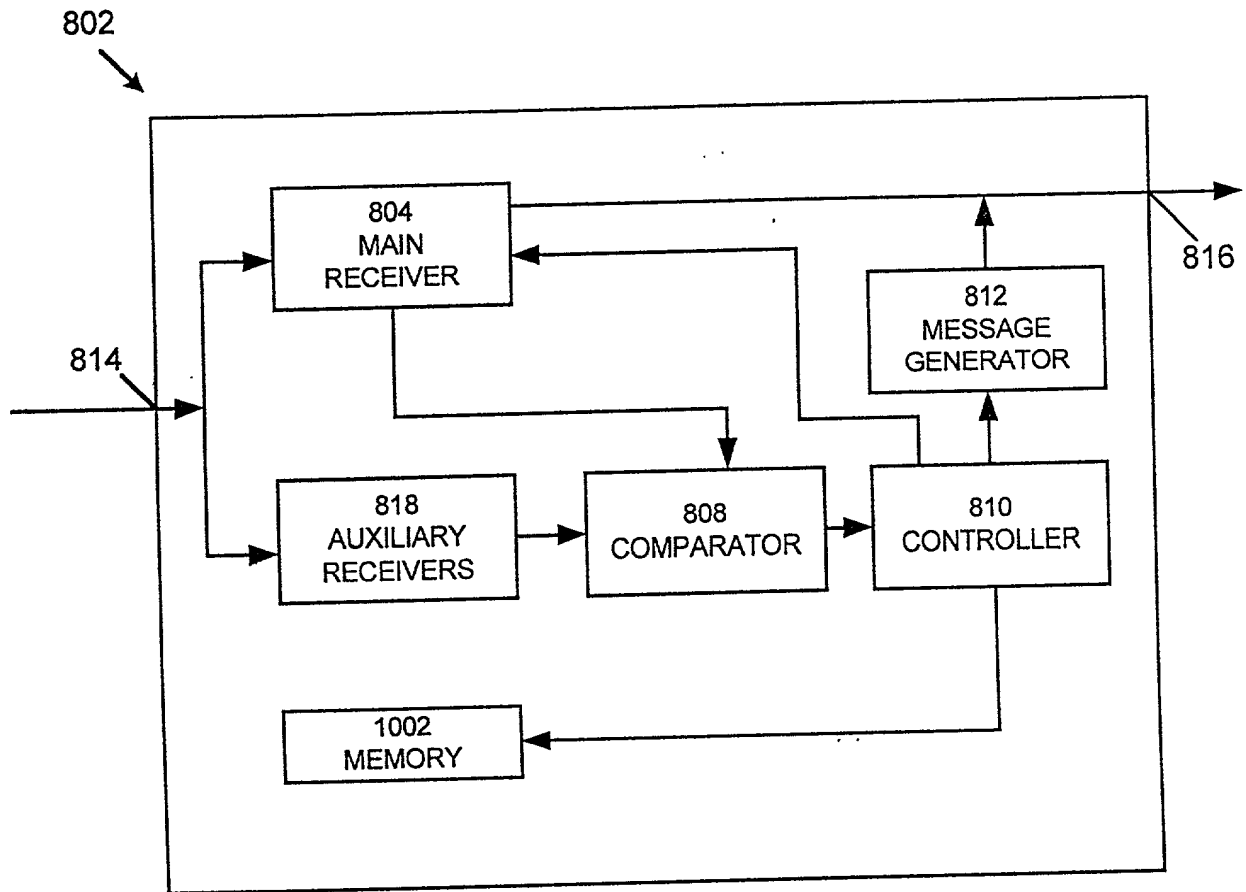 802
804
MAIN
RECEIVER
816
812
MESSAGE
GENERATOR
814
818
AUXILIARY
RECEIVERS
808
COMPARATOR
810
CONTROLLER
1002
MEMORY